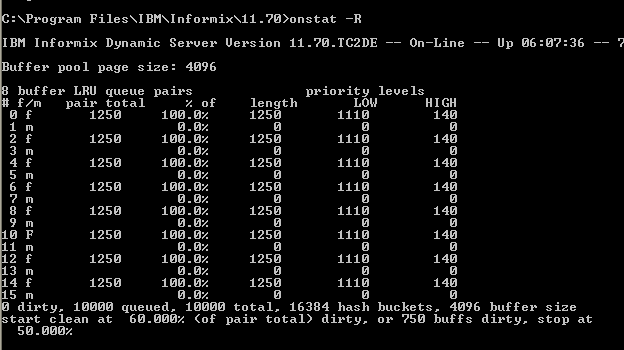 C:\Program Files\IBM\Informix\11.70>onstat -R
IBM Informix Dynamic Server Version 11.70.TC2DE -- On-Line -- Up 06:07:36 -- 7
Buffer pool page size: 4096
8 buffer LRU queue pairs priority levels
# f/m pair total % of length LOW HIGH
0 f 1250 100.0% 1250 1110 140
1 m 0.0% 0 0 0
2 f 1250 100.0% 1250 1110 140
3 m 0.0% 0 0 0
4 f 1250 100.0% 1250 1110 140
5 m 0.0% 0 0 0
6 f 1250 100.0% 1250 1110 140
7 m 0.0% 0 0 0
8 f 1250 100.0% 1250 1110 140
9 m 0.0% 0 0 0
10 F 1250 100.0% 1250 1110 140
11 m 0.0% 0 0 0
12 f 1250 100.0% 1250 1110 140
13 m 0.0% 0 0 0
14 f 1250 100.0% 1250 1110 140
15 m 0.0% 0 0 0
0 dirty, 10000 queued, 10000 total, 16384 hash buckets, 4096 buffer size
start clean at 60.000% (of pair total) dirty, or 750 buffs dirty, stop at
50.000%